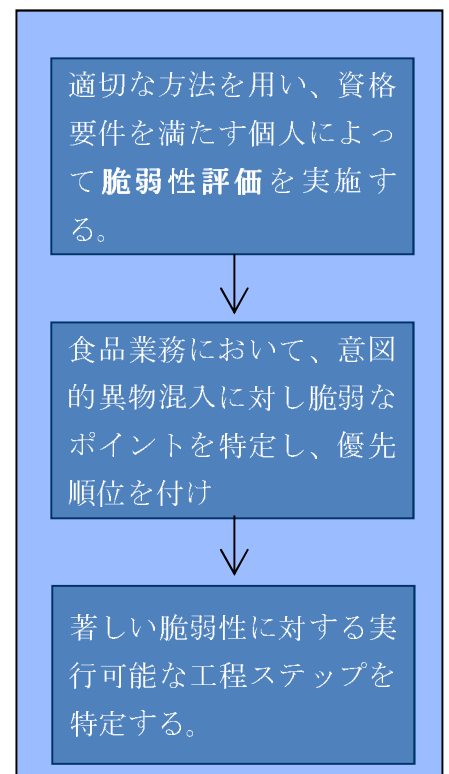 適切な方法を用い、資格
要件を満たす個人によっ
て脆弱性評価を実施す
る。
食品業務において、意図
的異物混入に対し脆弱な
ポイントを特定し、優先
順位を付け
著しい脆弱性に対する実
行可能な工程ステップを
特定する。